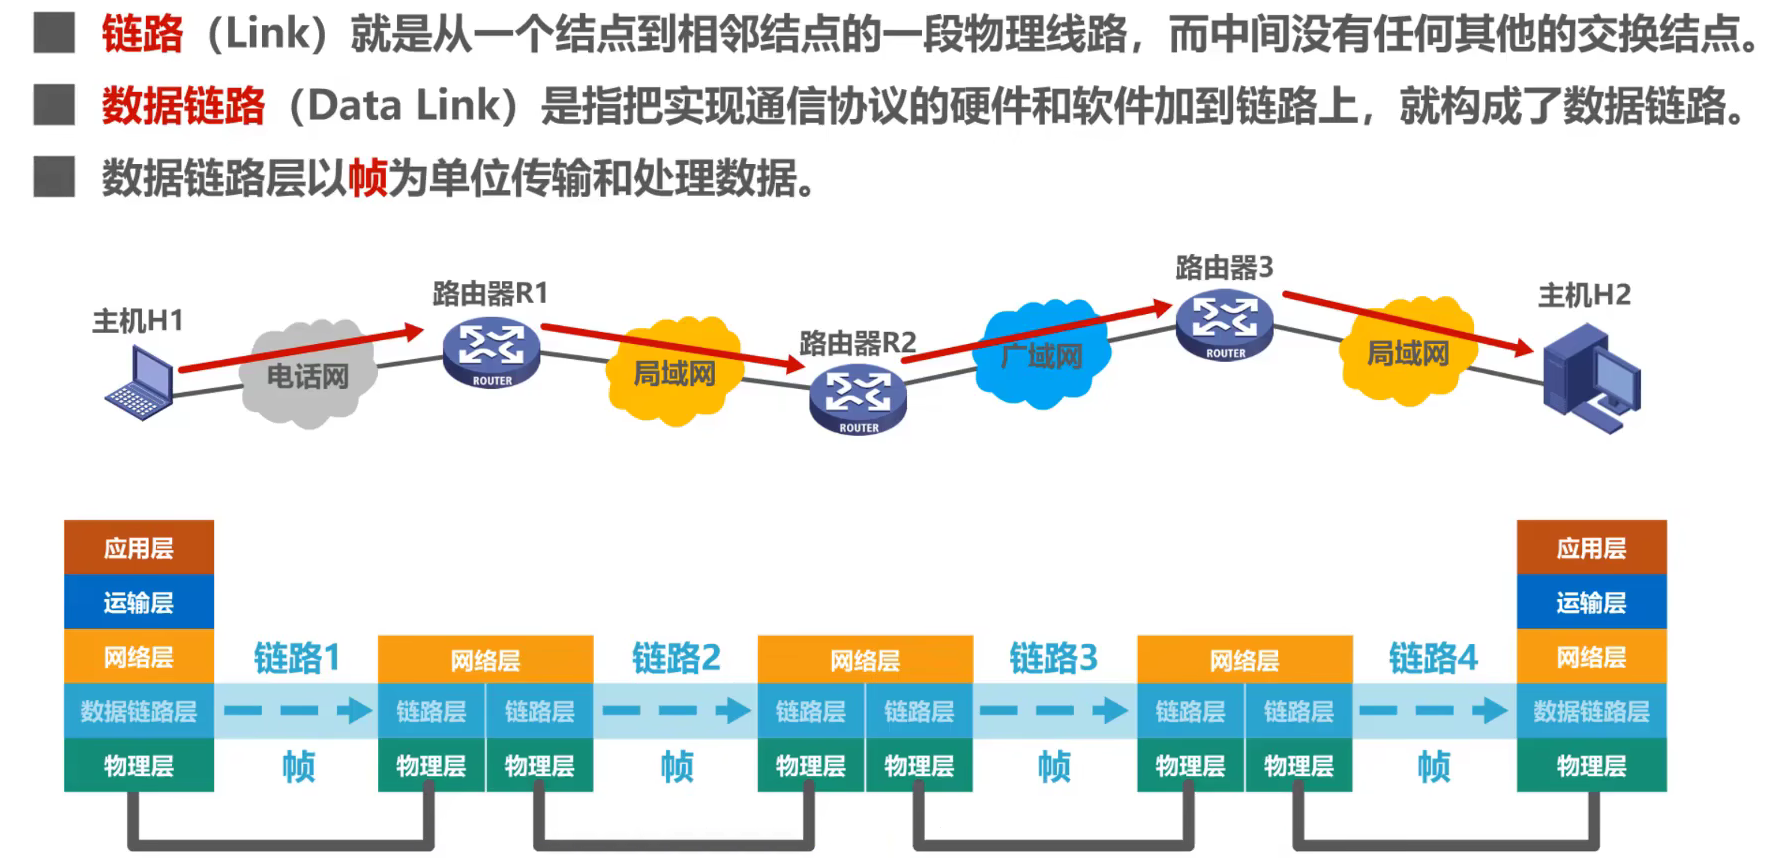 链路（Link）就是从一个结点到相邻结点的一段物理线路，而中间没有任何其他的交换结点。
数据链路（Data Link）是指把实现通信协议的硬件和软件加到链路上，就构成了数据链路。
数据链路层以帧为单位传输和处理数据。
主机H1
电话网
路由器R1
ROUTER
局域网
路由器R2
ROUTER
广域网
路由器3
ROUTER
局域网
主机H2
应用层
运输层
网络层
数据链路层
物理层
链路1
帧
网络层
链路层 链路层
物理层 物理层
链路2
帧
网络层
链路层 链路层
物理层 物理层
链路3
帧
网络层
链路层 链路层
物理层 物理层
链路4
帧
应用层
运输层
网络层
数据链路层
物理层